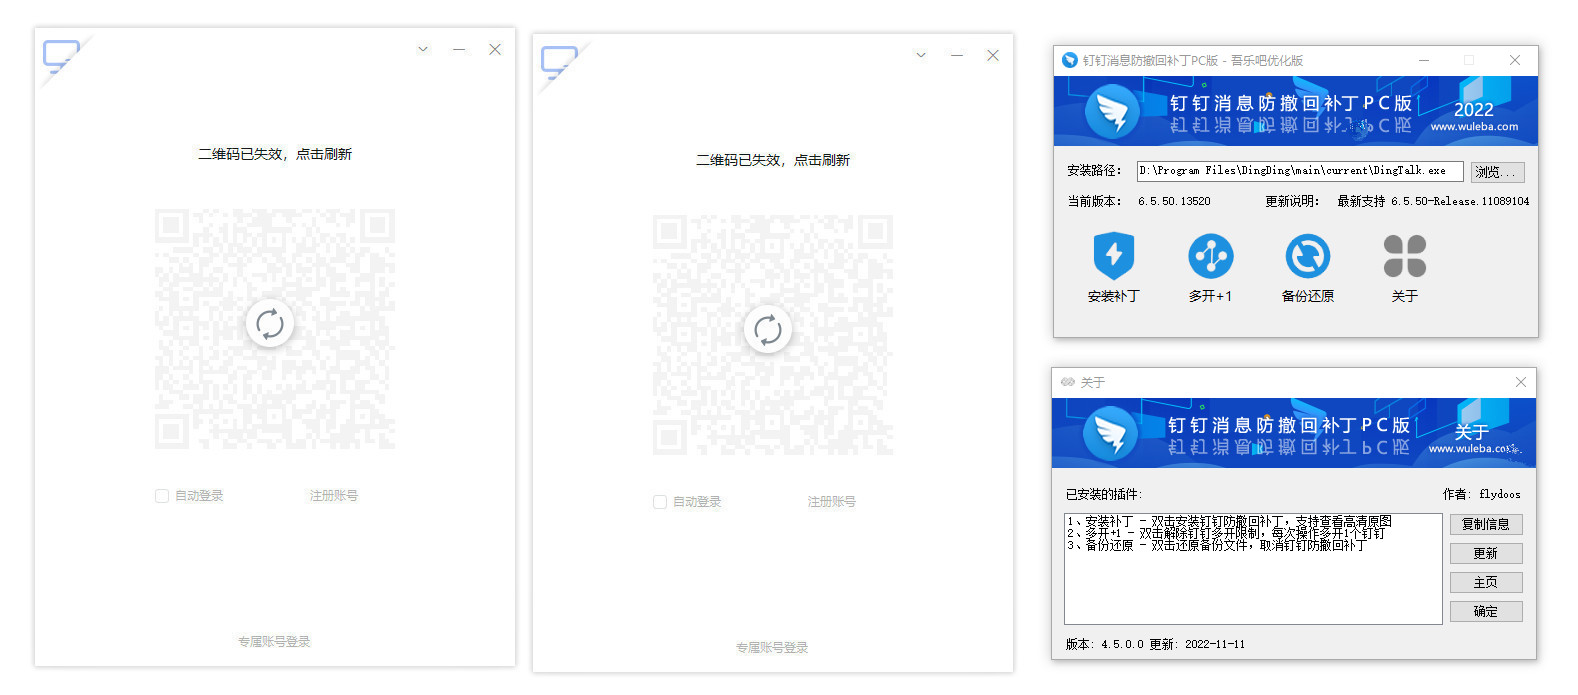 二维码已失效，点击刷新
自动登录 注册账号
专属账号登录
二维码已失效，点击刷新
自动登录 注册账号
专属账号登录
钉钉消息防撤回补丁PC版 - 吾乐吧优化版
钉钉消息防撤回补丁PC版
2022
www.wuleba.com
安装路径： D:\Program Files\DingDing\main\current\DingTalk.exe 浏览...
当前版本： 6.5.50.13520 更新说明： 最新支持 6.5.50-Release.11089104
安装补丁 多开+1 备份还原 关于
关于
钉钉消息防撤回补丁PC版
关于
www.wuleba.com
已安装的插件： 作者：flydoos
1、安装补丁 - 双击安装钉钉防撤回补丁，支持查看高清原图
2、多开+1 - 双击解除钉钉多开限制，每次操作多开1个钉钉
3、备份还原 - 双击还原备份文件，取消钉钉防撤回补丁
复制信息
更新
主页
确定
版本：4.5.0.0 更新：2022-11-11